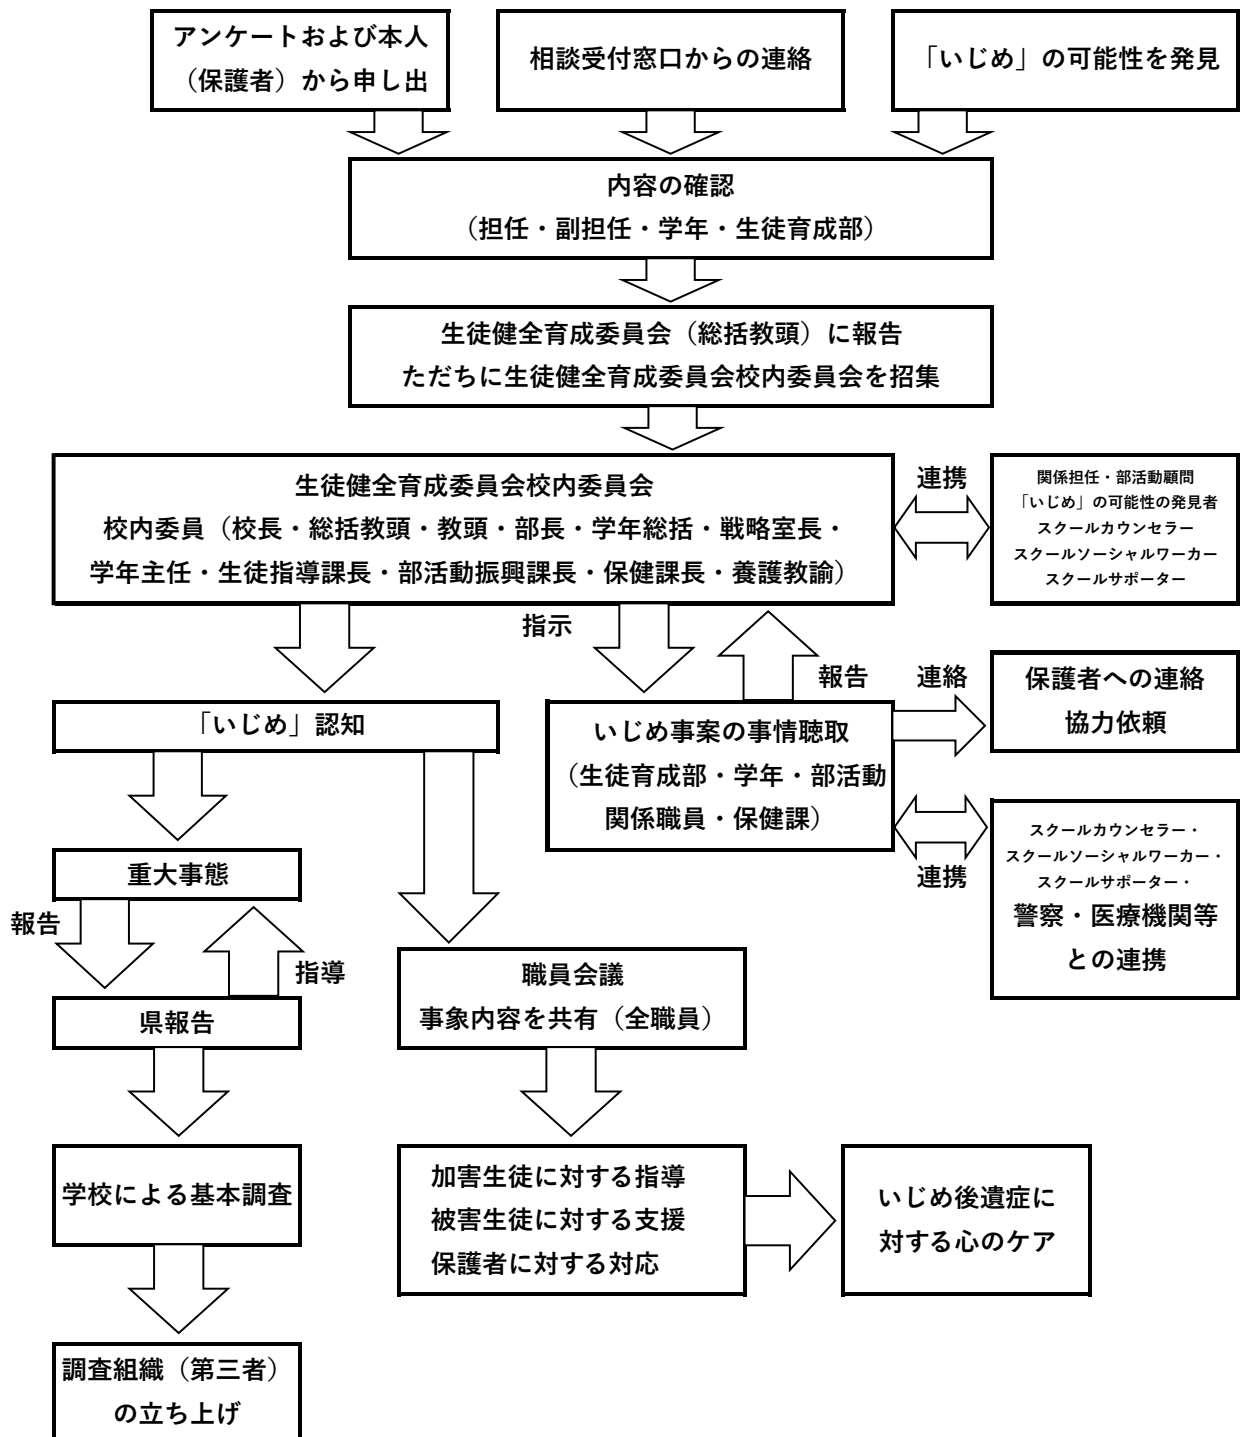 アンケートおよび本人
（保護者）から申し出
相談受付窓口からの連絡
「いじめ」の可能性を発見
内容の確認
（担任・副担任・学年・生徒育成部）
生徒健全育成委員会（総括教頭）に報告
ただちに生徒健全育成委員会校内委員会を招集
生徒健全育成委員会校内委員会
校内委員（校長・総括教頭・教頭・部長・学年総括・戦略室長・
学年主任・生徒指導課長・部活動振興課長・保健課長・養護教諭）
連携
関係担任・部活動顧問
「いじめ」の可能性の発見者
スクールカウンセラー
スクールソーシャルワーカー
スクールサポーター
指示
報告
連絡
保護者への連絡
協力依頼
「いじめ」認知
いじめ事案の事情聴取
（生徒育成部・学年・部活動
関係職員・保健課）
連携
スクールカウンセラー・
スクールソーシャルワーカー・
スクールサポーター・
警察・医療機関等
との連携
重大事態
報告
指導
県報告
職員会議
事象内容を共有（全職員）
学校による基本調査
加害生徒に対する指導
被害生徒に対する支援
保護者に対する対応
いじめ後遺症に
対する心のケア
調査組織（第三者）
の立ち上げ